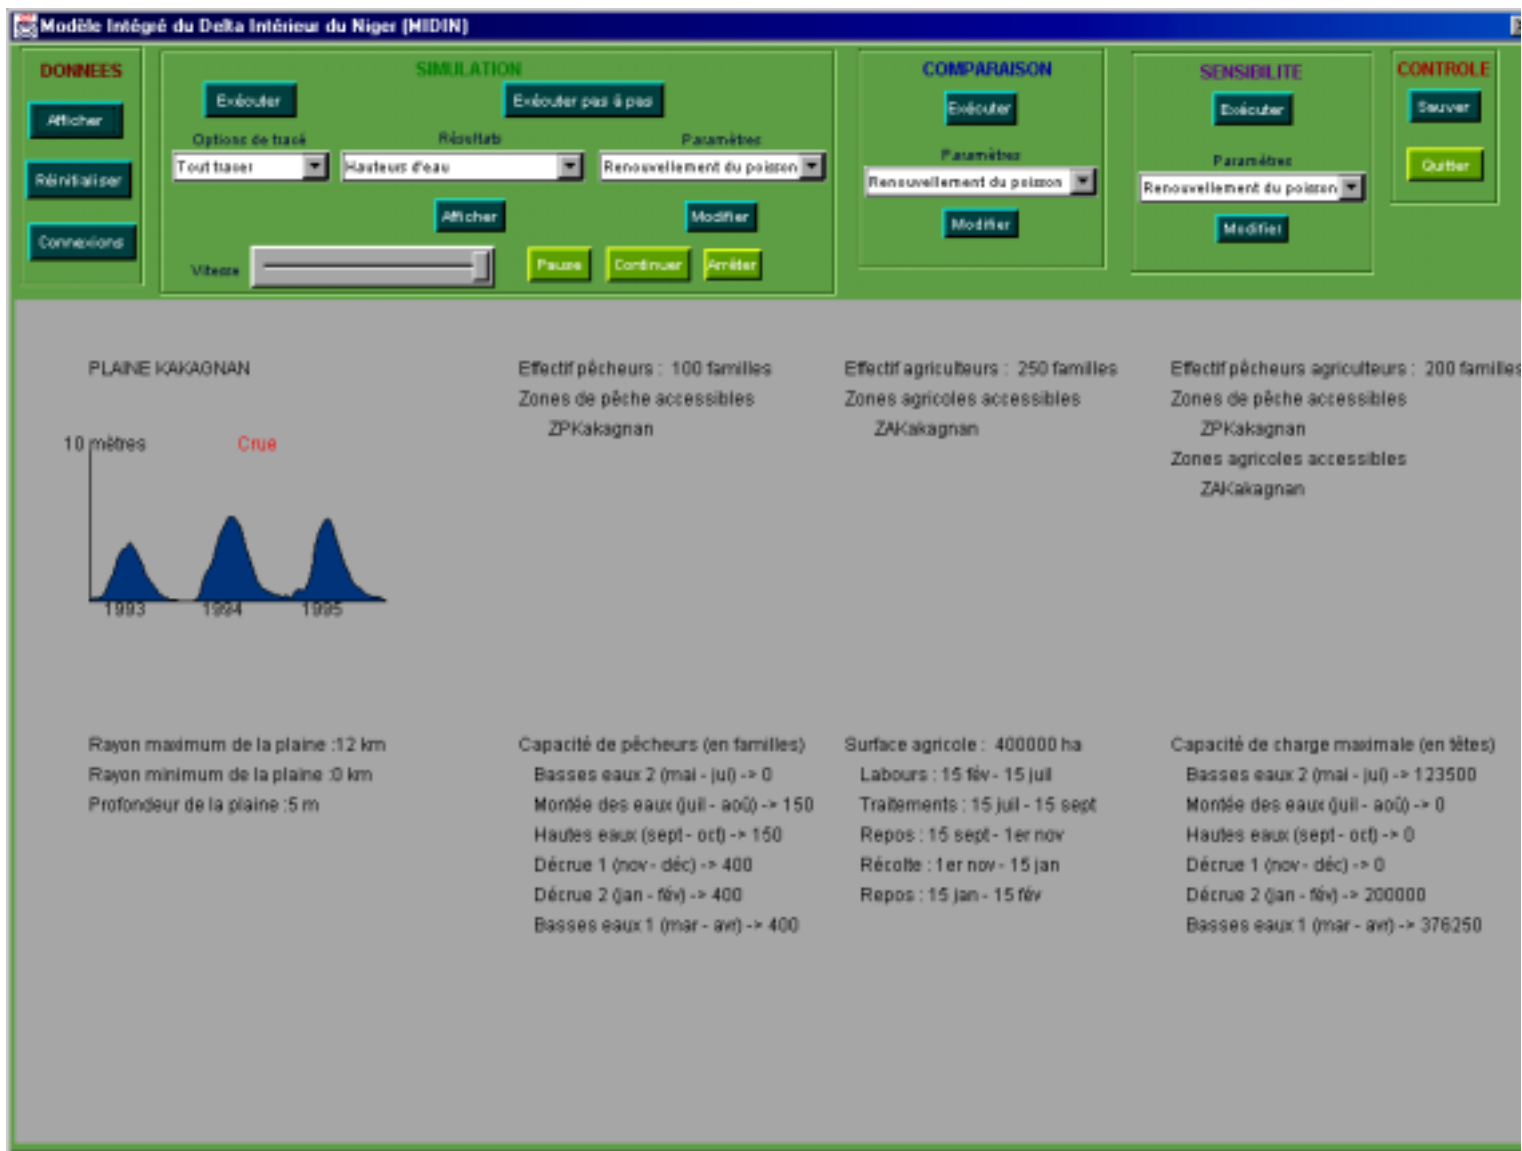 Modèle Intégré du Delta Intérieur du Niger (MIDIN)
DONNEES
Afficher
Réinitialiser
Connexions
SIMULATION
Exécuter
Exécuter pas à pas
Options de tracé
Résultats
Paramètres
Tout tracer
Hauteurs d'eau
Renouvellement du poisson
Afficher
Modifier
Vitesse
Pause
Continuer
Arrêter
COMPARAISON
Exécuter
Paramètres
Renouvellement du poisson
Modifier
SENSIBILITE
Exécuter
Paramètres
Renouvellement du poisson
Modifier
CONTROLE
Sauver
Quitter
PLAINE KAKAGNAN
10 mètres
Crue
1993
1994
1995
Effectif pêcheurs : 100 familles
Zones de pêche accessibles
ZPKakagnan
Effectif agriculteurs : 250 familles
Zones agricoles accessibles
ZAKakagnan
Effectif pêcheurs agriculteurs : 200 familles
Zones de pêche accessibles
ZPKakagnan
Zones agricoles accessibles
ZAKakagnan
Rayon maximum de la plaine :12 km
Rayon minimum de la plaine :0 km
Profondeur de la plaine :5 m
Capacité de pêcheurs (en familles)
Basses eaux 2 (mai - jui) -> 0
Montée des eaux (juil - aoû) -> 150
Hautes eaux (sept - oct) -> 150
Décrue 1 (nov - déc) -> 400
Décrue 2 (jan - fév) -> 400
Basses eaux 1 (mar - avr) -> 400
Surface agricole : 400000 ha
Labours : 15 fév - 15 juil
Traitements : 15 juil - 15 sept
Repos : 15 sept - 1er nov
Récolte : 1er nov - 15 jan
Repos : 15 jan - 15 fév
Capacité de charge maximale (en têtes)
Basses eaux 2 (mai - jui) -> 123500
Montée des eaux (juil - aoû) -> 0
Hautes eaux (sept - oct) -> 0
Décrue 1 (nov - déc) -> 0
Décrue 2 (jan - fév) -> 200000
Basses eaux 1 (mar - avr) -> 376250